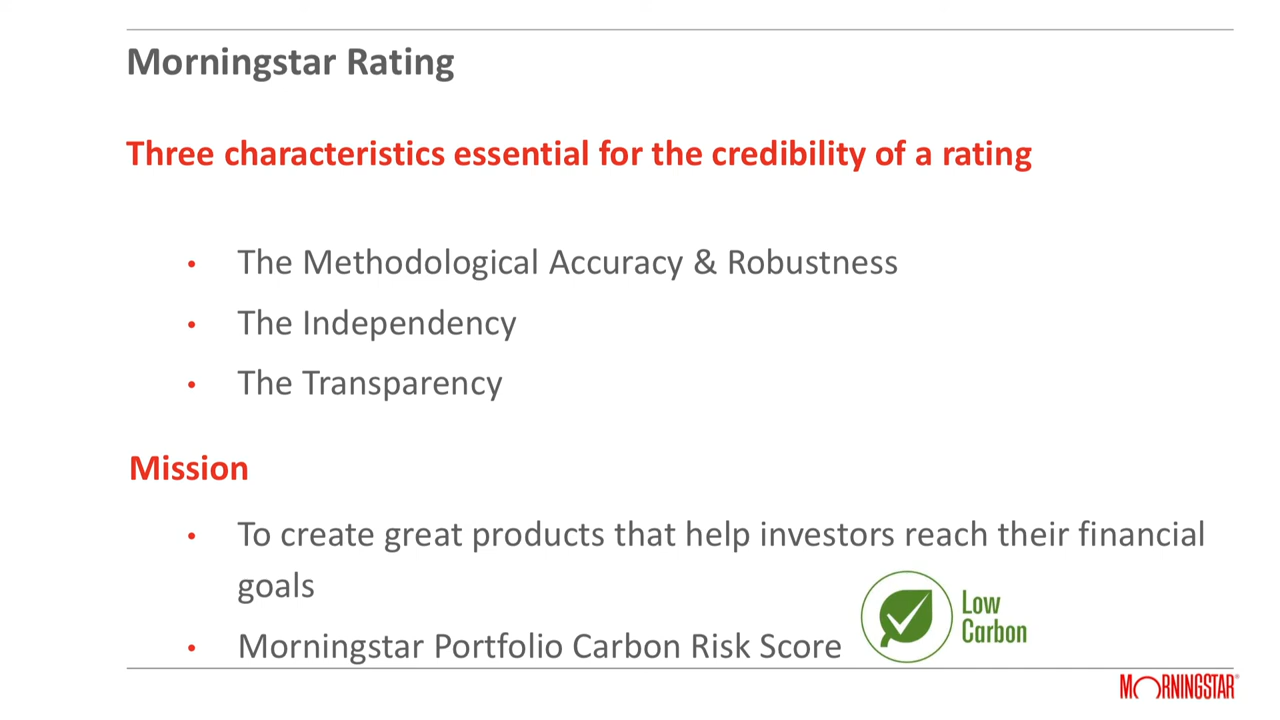 Morningstar Rating
Three characteristics essential for the credibility of a rating
• The Methodological Accuracy & Robustness
• The Independency
• The Transparency
Mission
• To create great products that help investors reach their financial
goals
• Morningstar Portfolio Carbon Risk Score
Low
Carbon
MORNINGSTAR®